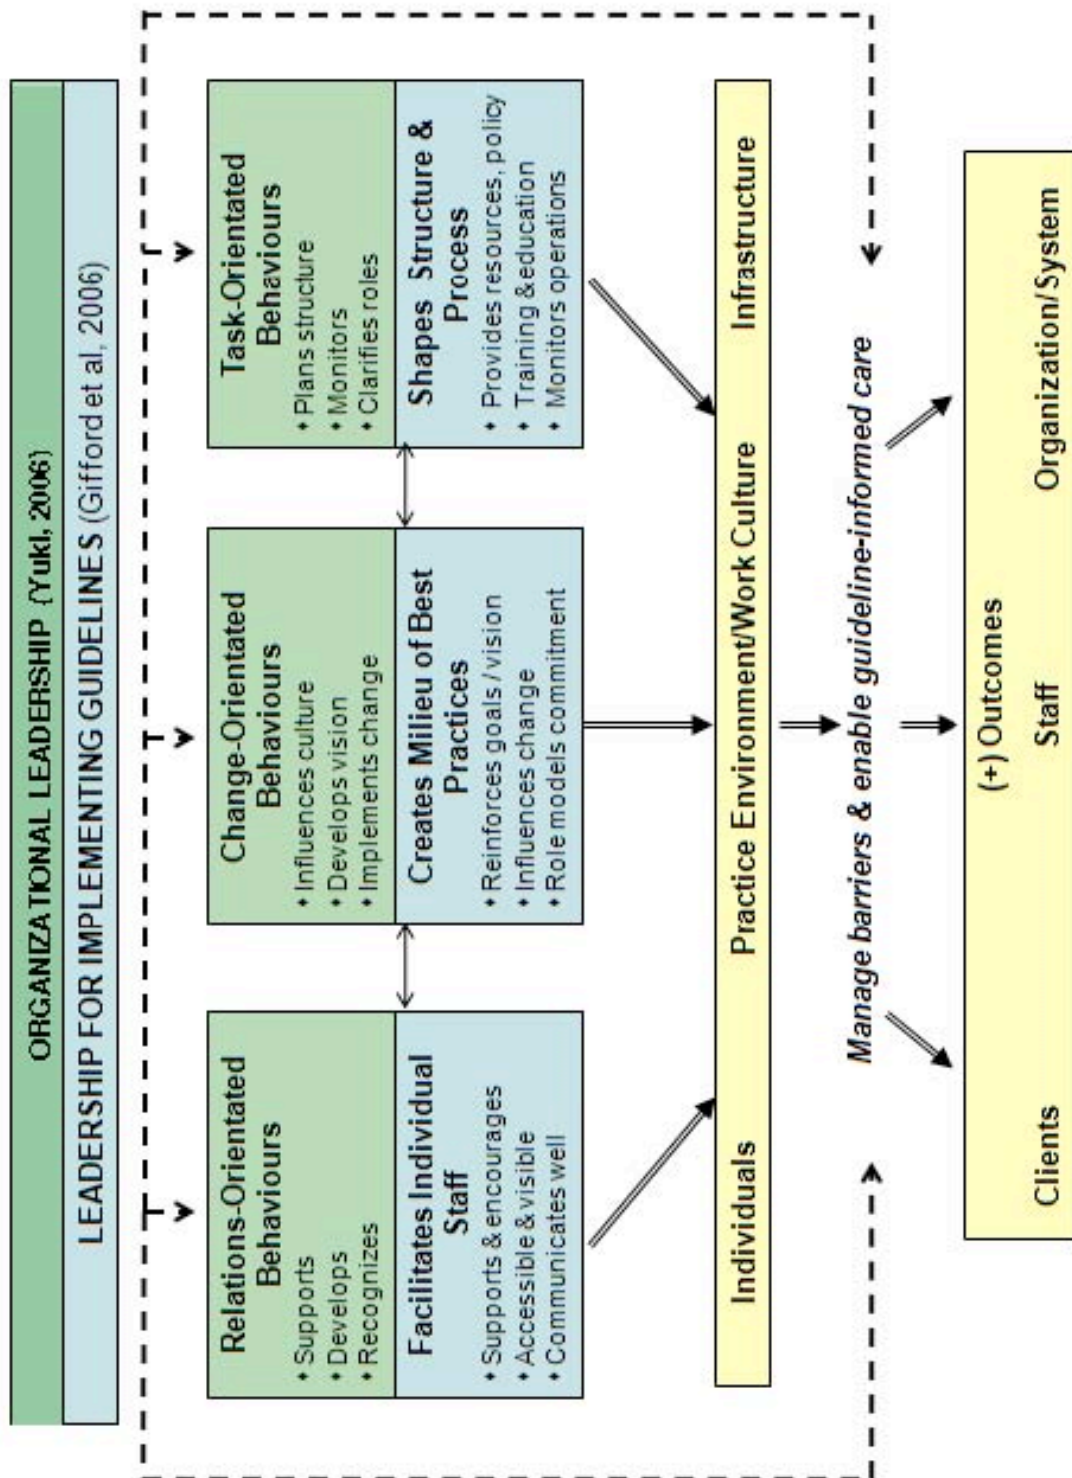 ORGANIZATIONAL LEADERSHIP (Yukl, 2006)
LEADERSHIP FOR IMPLEMENTING GUIDELINES (Gifford et al, 2006)
Relations-Orientated
Behaviours
• Supports
• Develops
• Recognizes
Facilitates Individual
Staff
• Supports & encourages
• Accessible & visible
• Communicates well
Change-Orientated
Behaviours
• Influences culture
• Develops vision
• Implements change
Creates Milieu of Best
Practices
• Reinforces goals / vision
• Influences change
• Role models commitment
Task-Orientated
Behaviours
• Plans structure
• Monitors
• Clarifies roles
Shapes Structure &
Process
• Provides resources, policy
• Training & education
• Monitors operations
Individuals Practice Environment/Work Culture Infrastructure
Manage barriers & enable guideline-informed care
(+) Outcomes
Clients Staff Organization/System